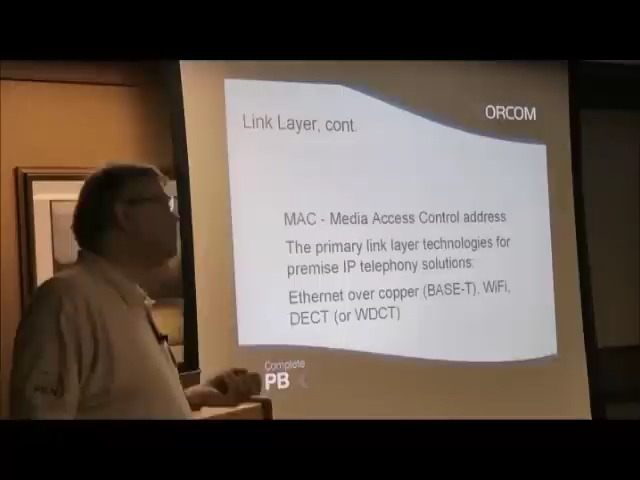 ORCOM
Link Layer, cont.
MAC - Media Access Control address
The primary link layer technologies for
premise IP telephony solutions:
Ethernet over copper (BASE-T), WiFi,
DECT (or WDCT)
Complete
PB